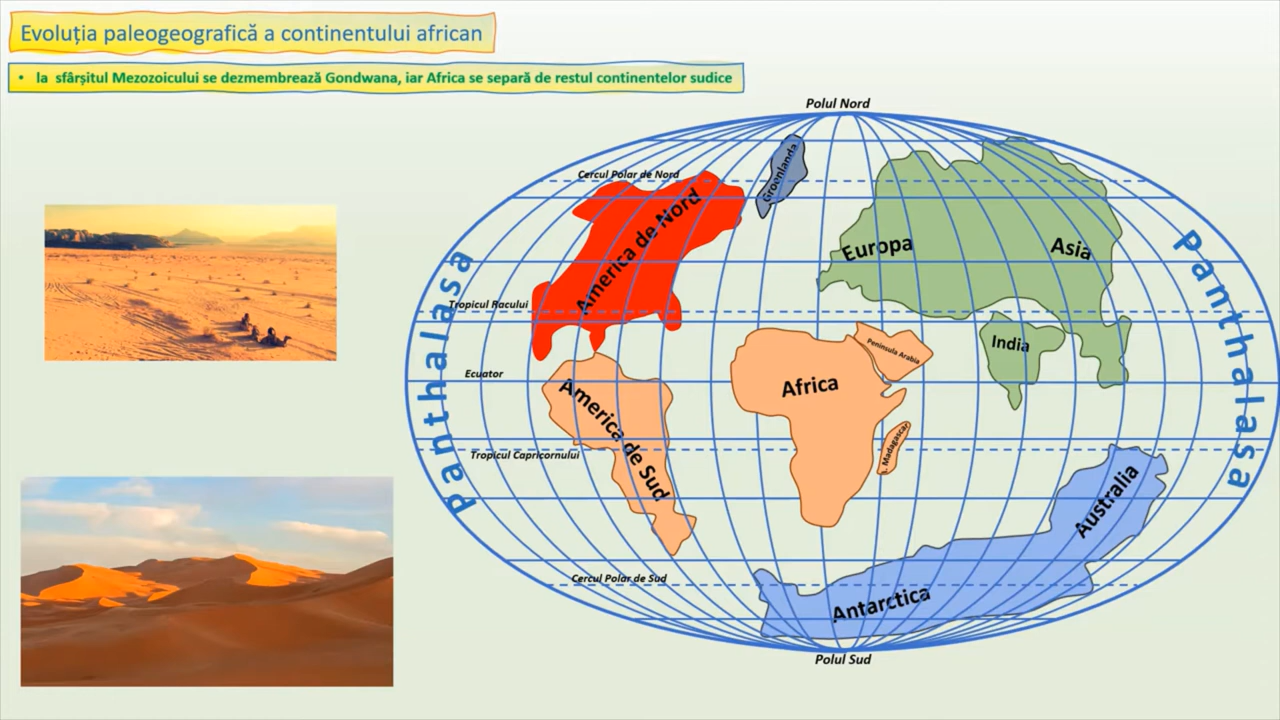 Evoluția paleogeografică a continentului african
• la sfârșitul Mezozoicului se dezmembrează Gondwana, iar Africa se separă de restul continentelor sudice
Polul Nord
Cercul Polar de Nord
Groenlanda
America de Nord
Europa
Asia
Panthalasa
Panthalasa
Tropicul Racului
India
Peninsula Arabia
Ecuator
Africa
America de Sud
Madagascar
Tropicul Capricornului
Australia
Cercul Polar de Sud
Antarctica
Polul Sud